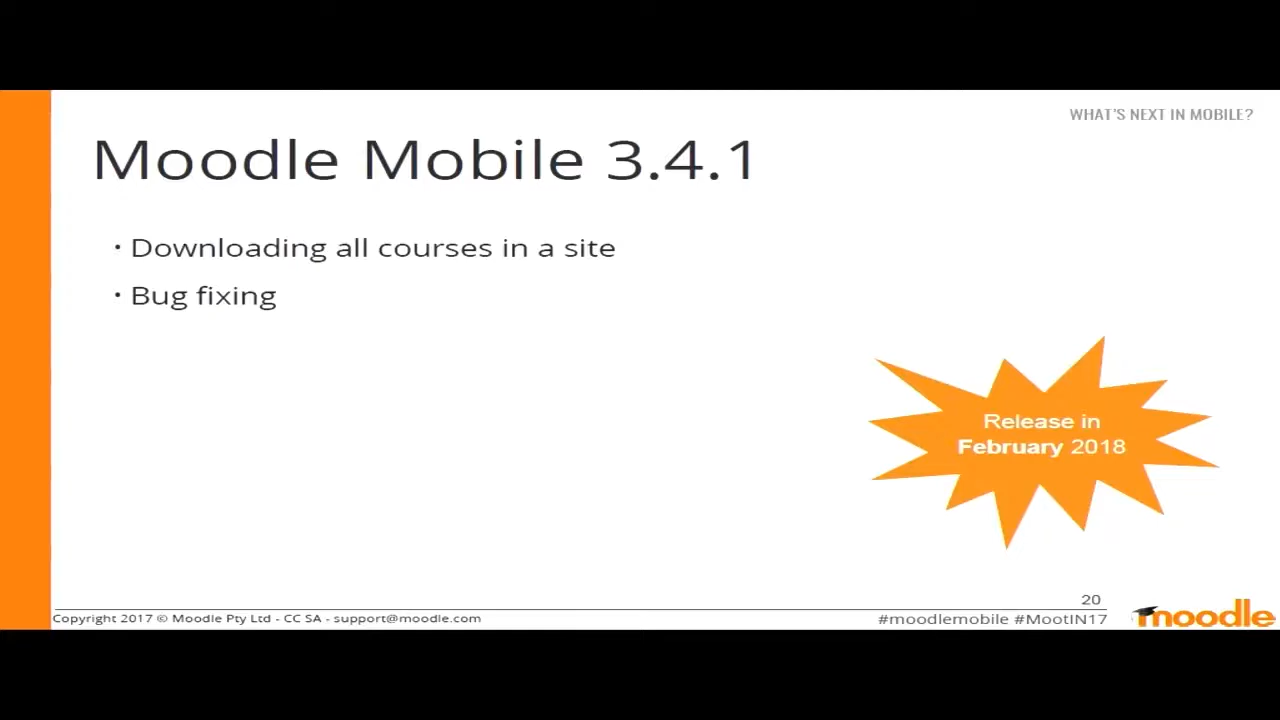 WHAT'S NEXT IN MOBILE?
Moodle Mobile 3.4.1
· Downloading all courses in a site
· Bug fixing
Release in
February 2018
20
Copyright 2017 © Moodle Pty Ltd - CC SA - support@moodle.com
#moodlemobile #MootIN17
moodle